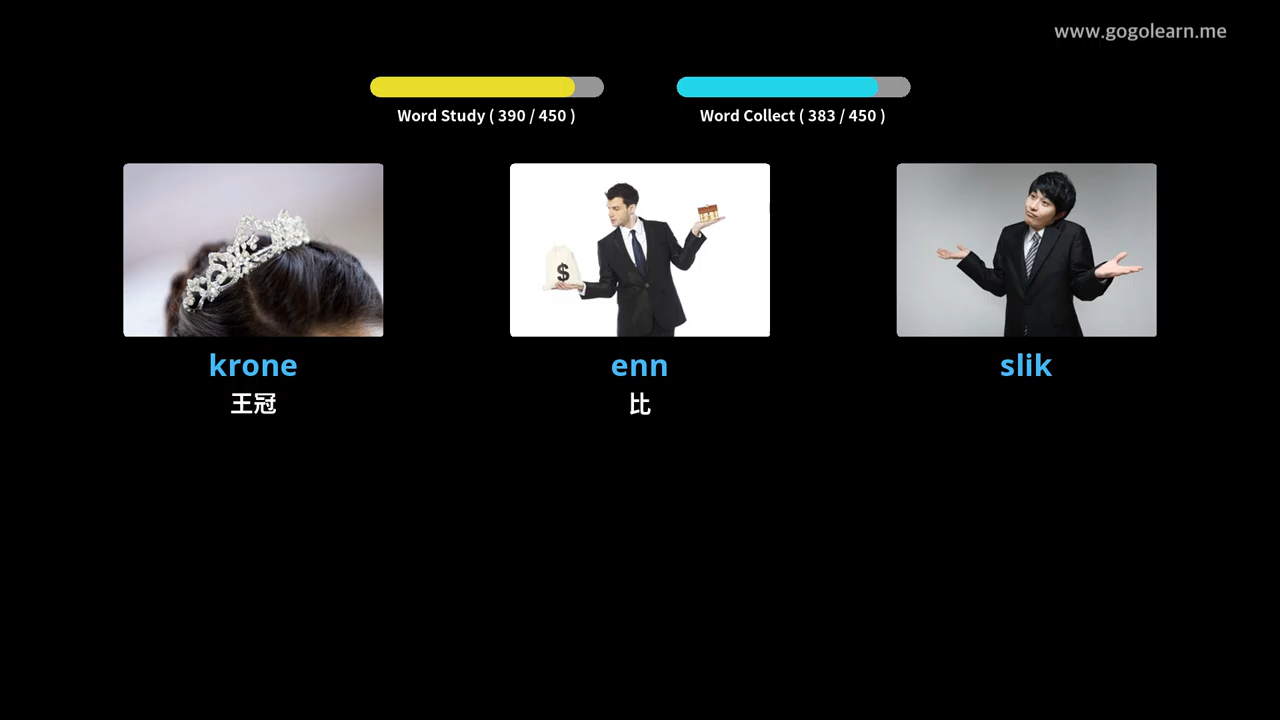 www.gogolearn.me
Word Study ( 390 / 450 )
Word Collect ( 383 / 450 )
$
krone
enn
slik
王冠
比